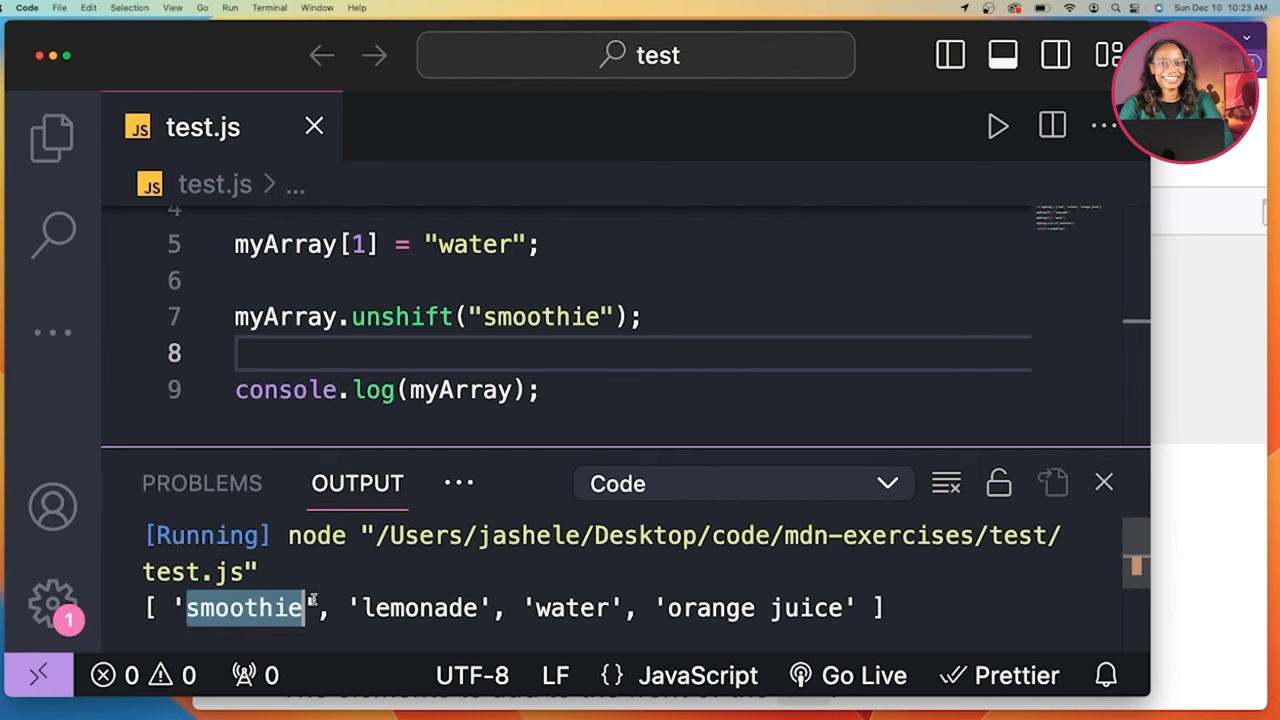 Code File Edit Selection View Go Run Terminal Window Help Sun Dec 10 10:23 AM
test
JS test.js
JS test.js > ...
4
5 myArray[1] = "water";
6
7 myArray.unshift("smoothie");
8
9 console.log(myArray);
PROBLEMS OUTPUT ... Code
[Running] node "/Users/jashele/Desktop/code/mdn-exercises/test/
test.js"
[ 'smoothie', 'lemonade', 'water', 'orange juice' ]
1
0 0 0 UTF-8 LF {} JavaScript Go Live Prettier